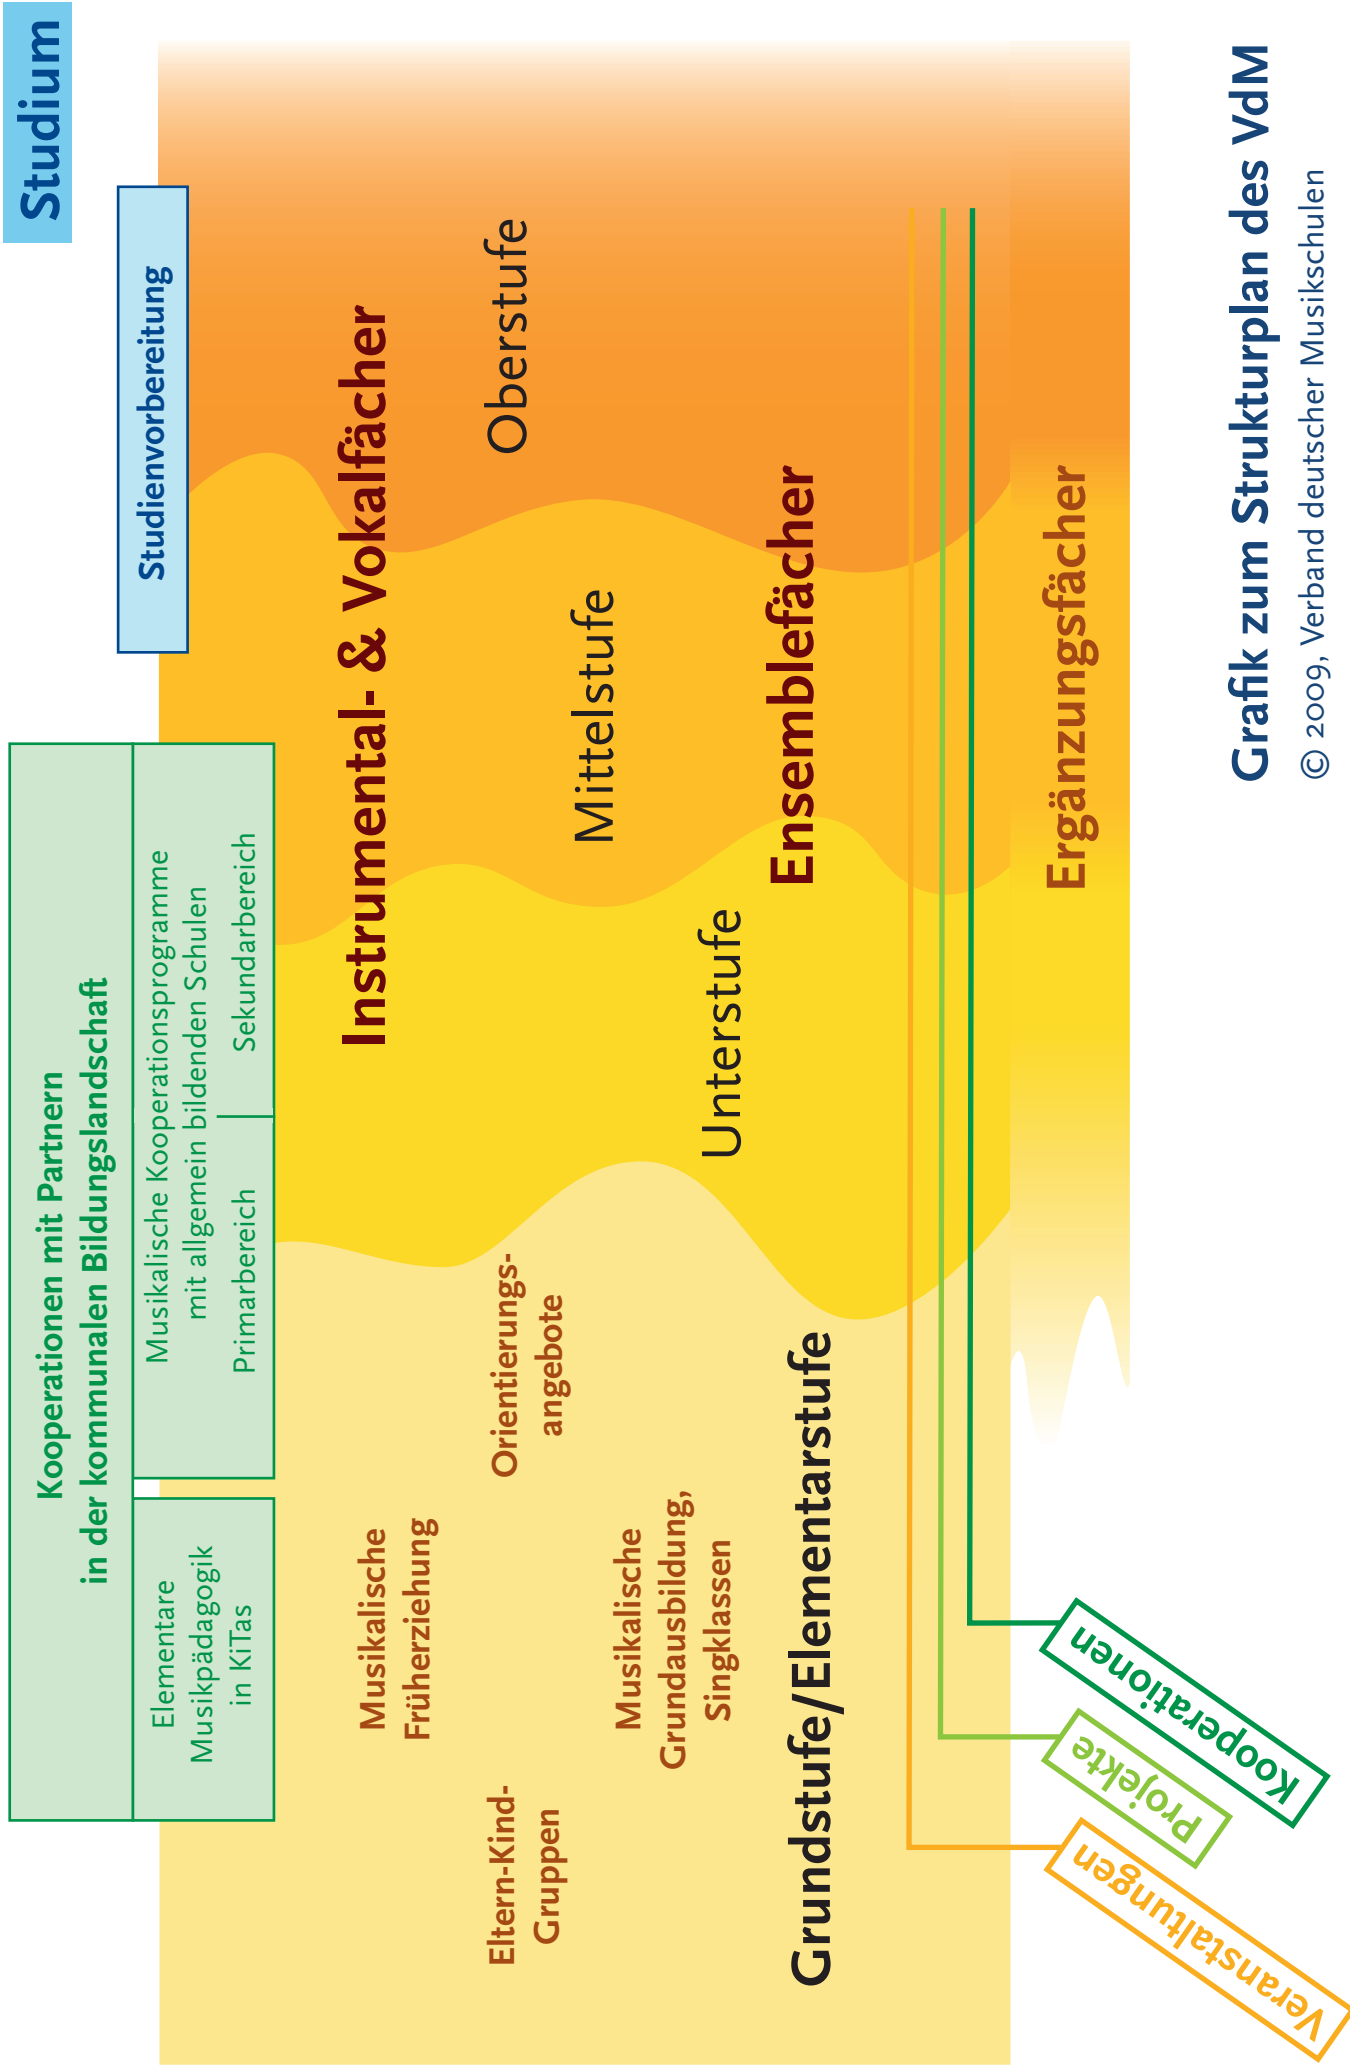 Studium
Studienvorbereitung
Kooperationen mit Partnern
in der kommunalen Bildungslandschaft
Elementare
Musikpädagogik
in KiTas
Musikalische Kooperationsprogramme
mit allgemein bildenden Schulen
Primarbereich
Sekundarbereich
Instrumental- & Vokalfächer
Oberstufe
Mittelstufe
Unterstufe
Ensemblefächer
Musikalische
Früherziehung
Orientierungs-
angebote
Eltern-Kind-
Gruppen
Musikalische
Grundausbildung,
Singklassen
Grundstufe/Elementarstufe
Ergänzungsfächer
Veranstaltungen
Projekte
Kooperationen
Grafik zum Strukturplan des VdM
© 2009, Verband deutscher Musikschulen